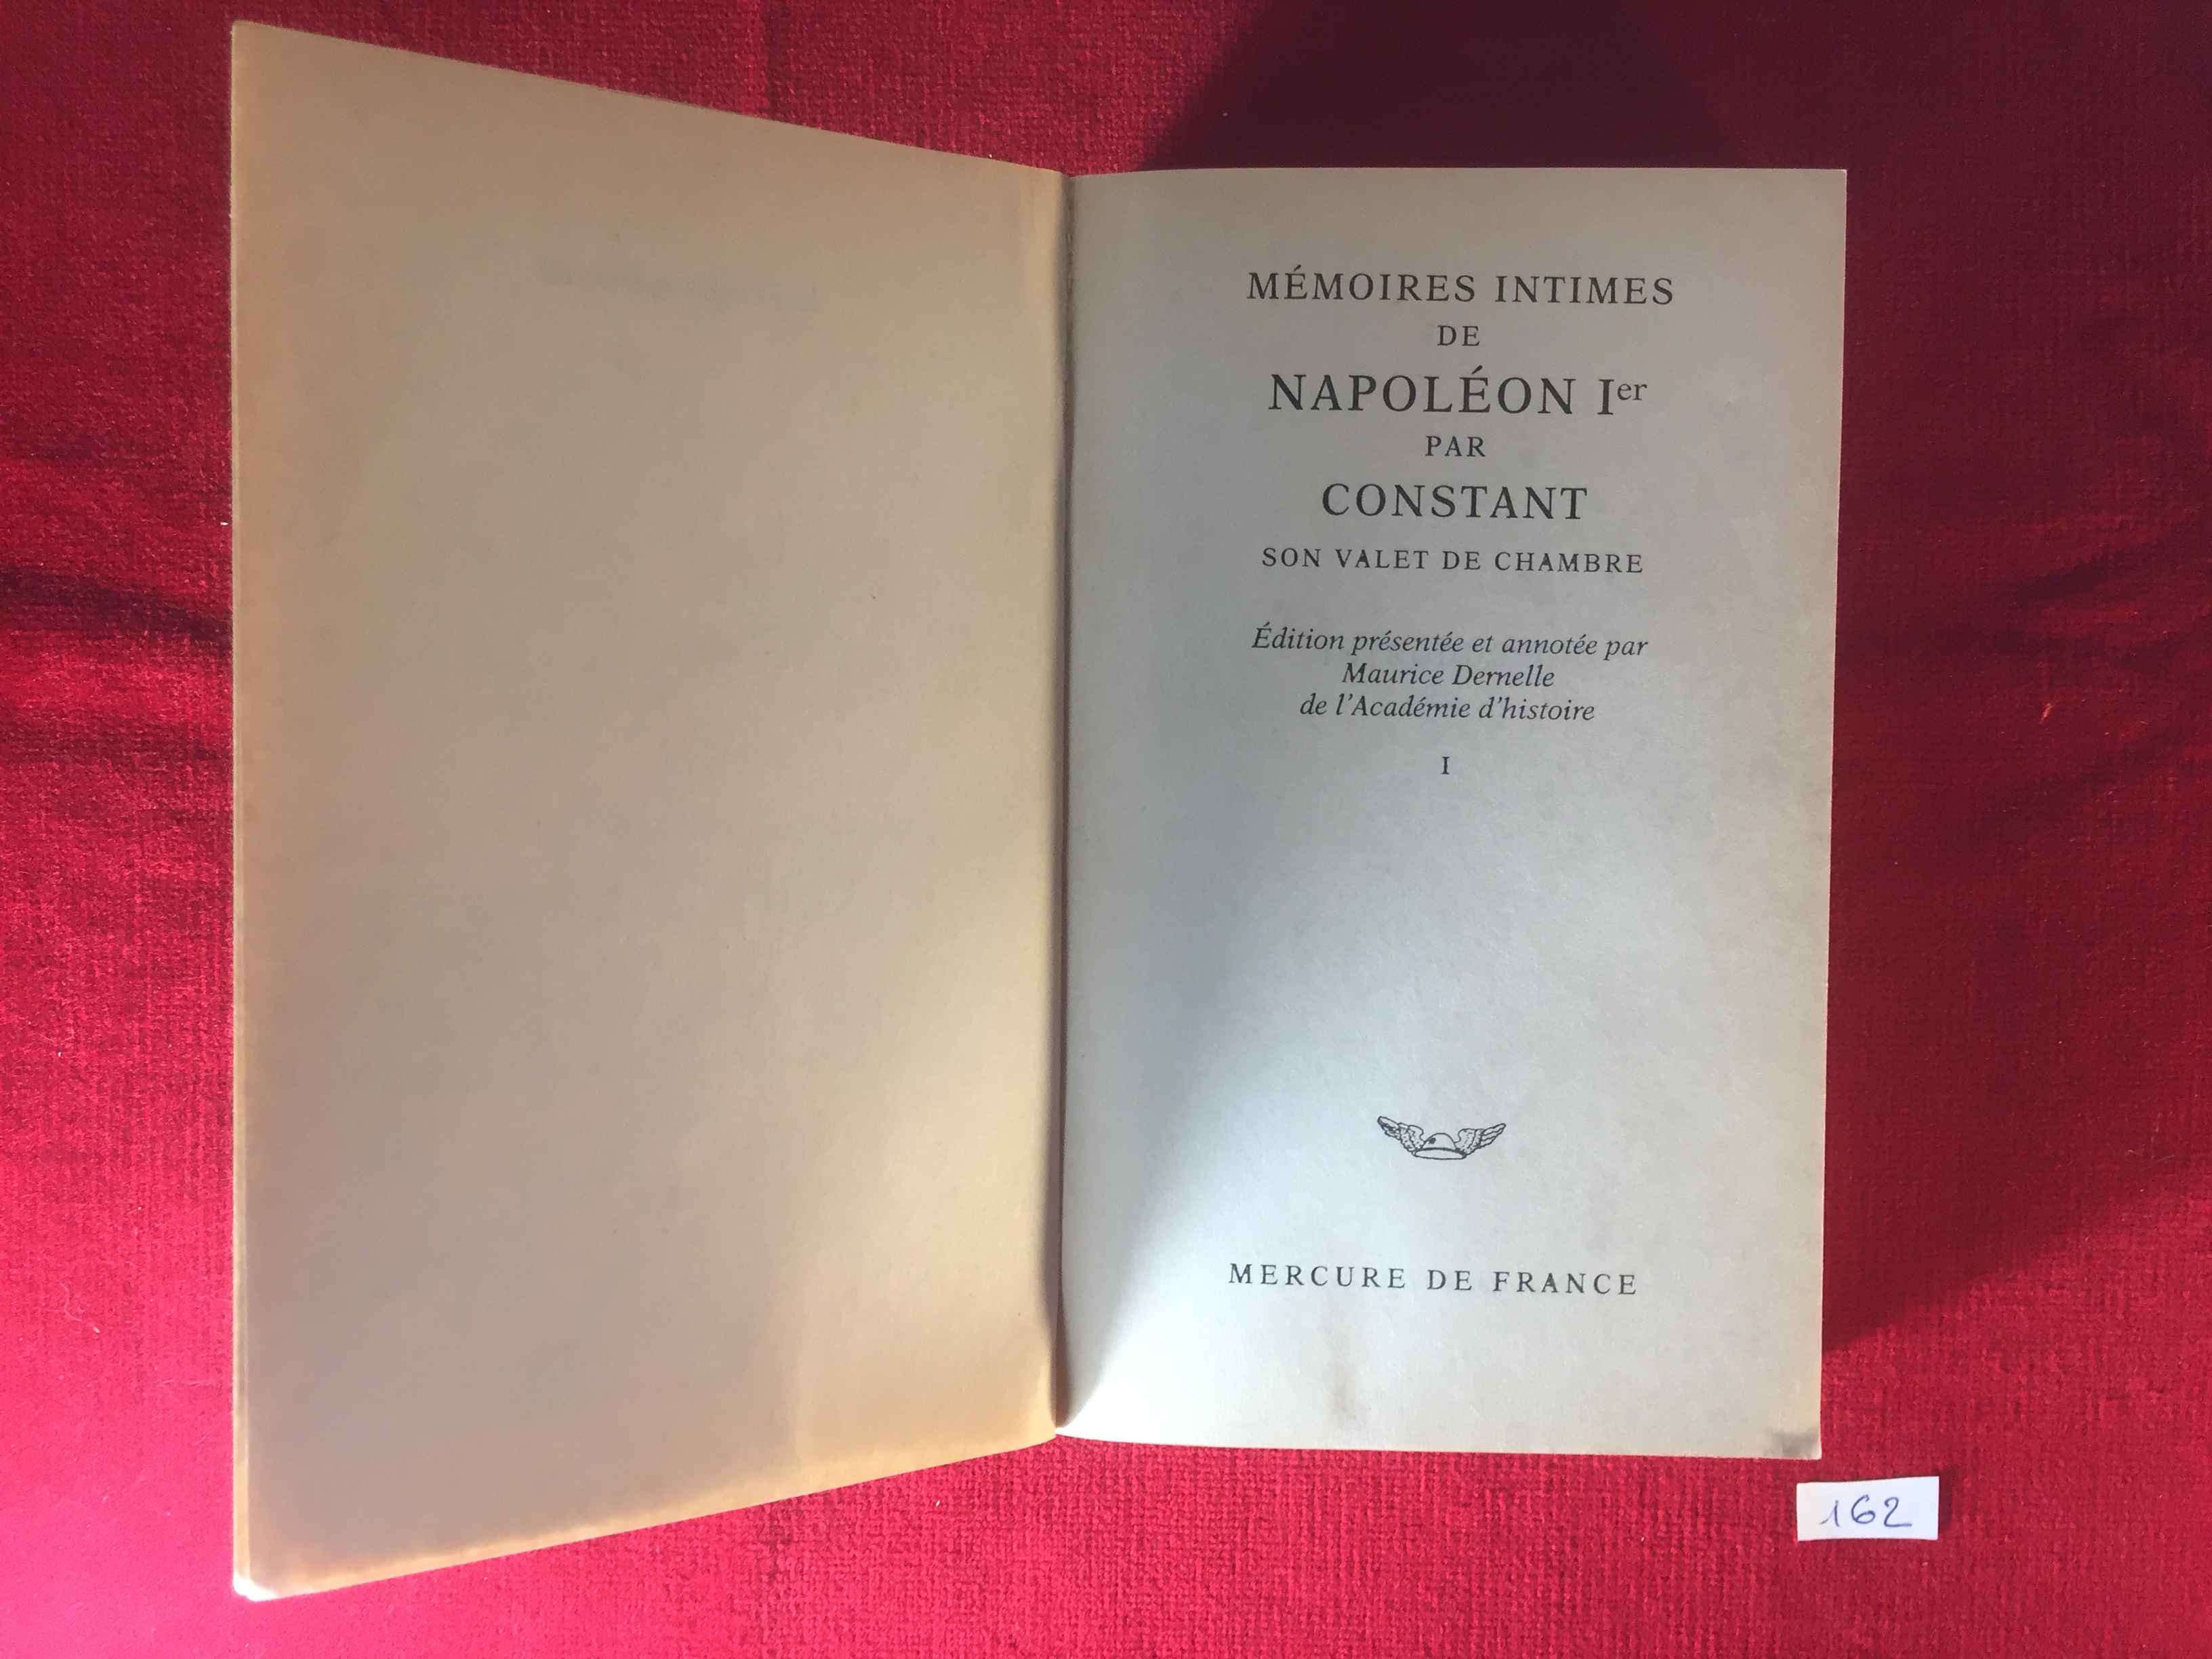 MÉMOIRES INTIMES
DE
NAPOLÉON Ier
PAR
CONSTANT
SON VALET DE CHAMBRE
Édition présentée et annotée par
Maurice Dernelle
de l'Académie d'histoire
I
MERCURE DE FRANCE
162